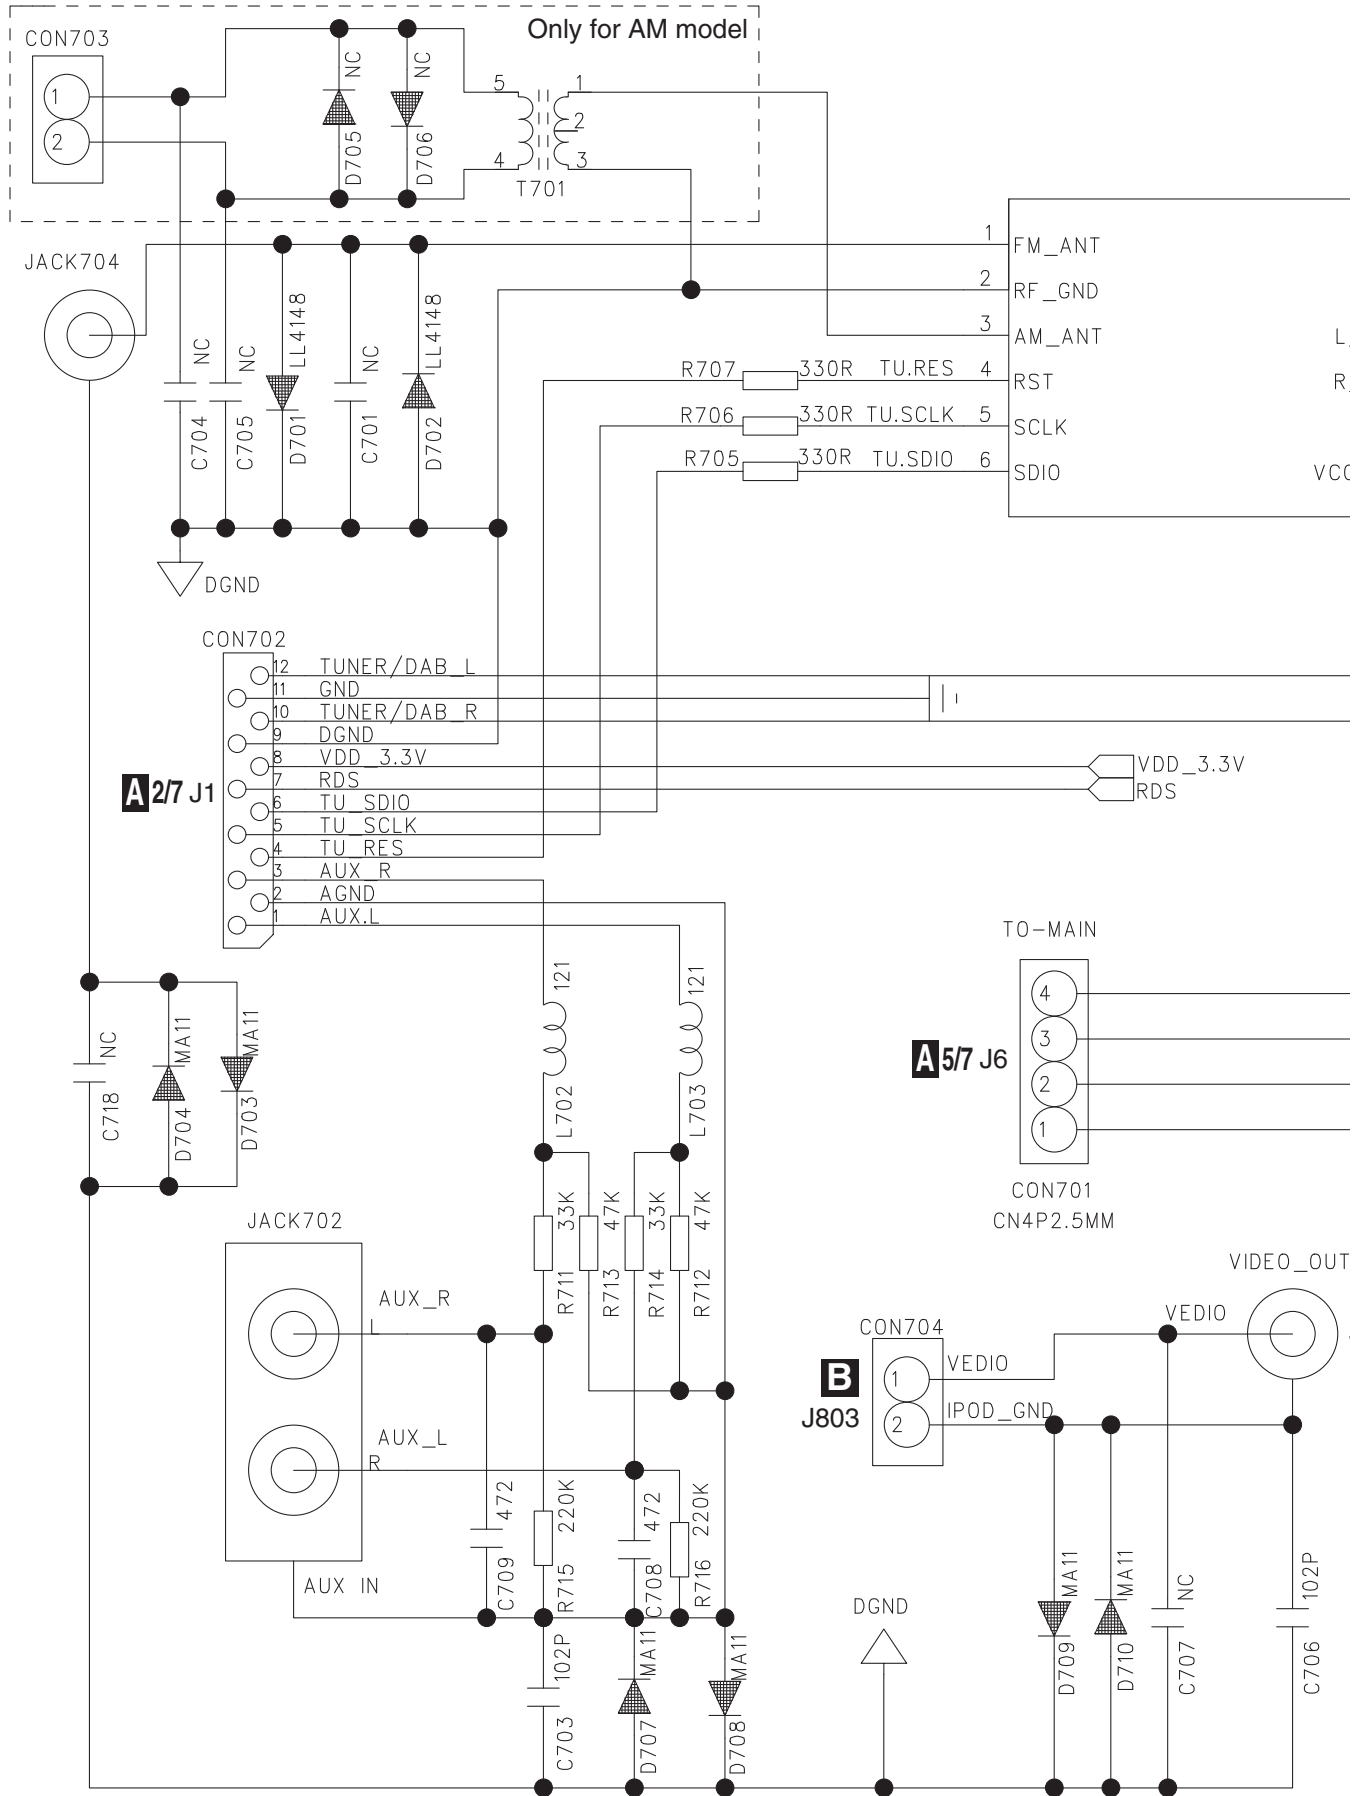 Only for AM model
CON703
1
2
NC
NC
D705
D706
5
4
1
2
3
T701
JACK704
NC
C704
NC
C705
LL4148
D701
NC
C701
LL4148
D702
DGND
1
FM_ANT
2
RF_GND
3
AM_ANT
R707
330R
TU.RES
4
RST
R706
330R
TU.SCLK
5
SCLK
R705
330R
TU.SDIO
6
SDIO
CON702
12 TUNER/DAB_L
11 GND
10 TUNER/DAB_R
9 DGND
8 VDD_3.3V
7 RDS
6 TU_SDIO
5 TU_SCLK
4 TU_RES
3 AUX_R
2 AGND
1 AUX.L
A 2/7 J1
VDD_3.3V
RDS
TO-MAIN
4
3
2
1
A 5/7 J6
CON701
CN4P2.5MM
NC
C718
MA11
D704
MA11
D703
121
L702
121
L703
33K
R711
47K
R713
33K
R714
47K
R712
JACK702
AUX_R
L
AUX_L
R
AUX IN
472
C709
220K
R715
472
C708
220K
R716
102P
C703
MA11
D707
MA11
D708
CON704
1
2
VEDIO
IPOD_GND
B
J803
VIDEO_OUT
VEDIO
DGND
MA11
D709
MA11
D710
NC
C707
102P
C706